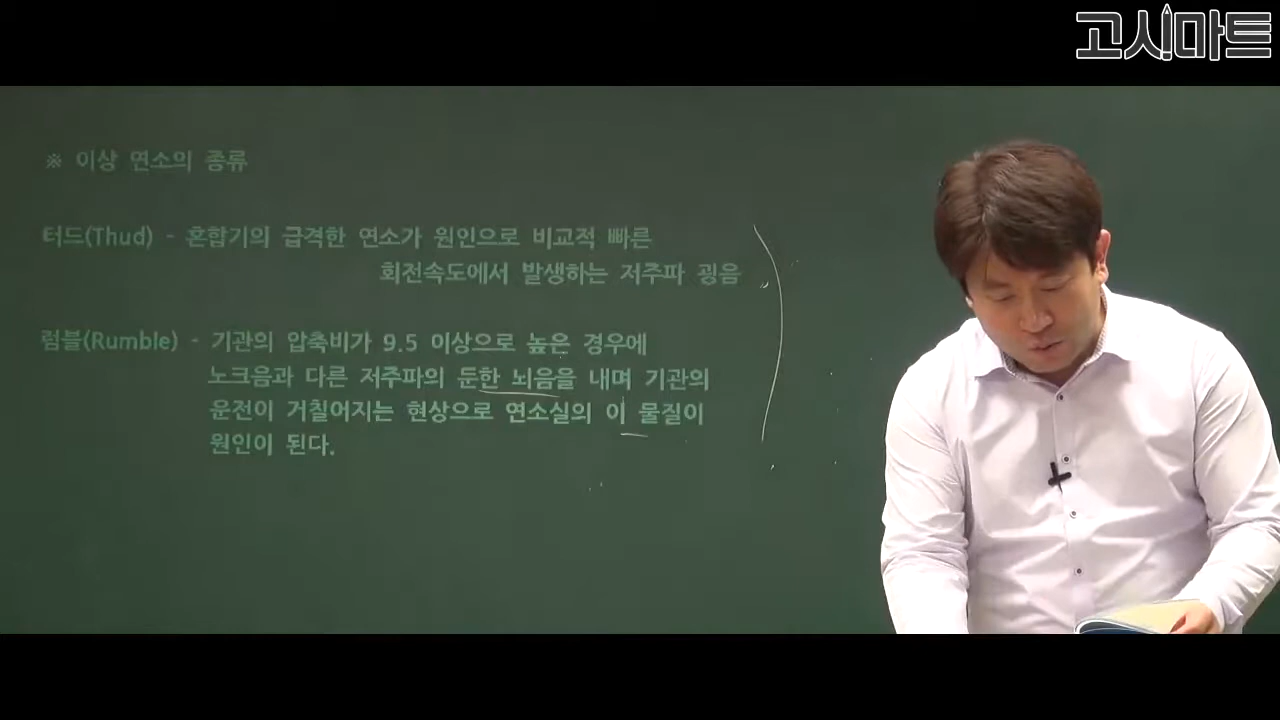 고시마트
※ 이상 연소의 종류
터드(Thud) - 혼합기의 급격한 연소가 원인으로 비교적 빠른
회전속도에서 발생하는 저주파 굉음
럼블(Rumble) - 기관의 압축비가 9.5 이상으로 높은 경우에
노크음과 다른 저주파의 둔한 뇌음을 내며 기관의
운전이 거칠어지는 현상으로 연소실의 이 물질이
원인이 된다.